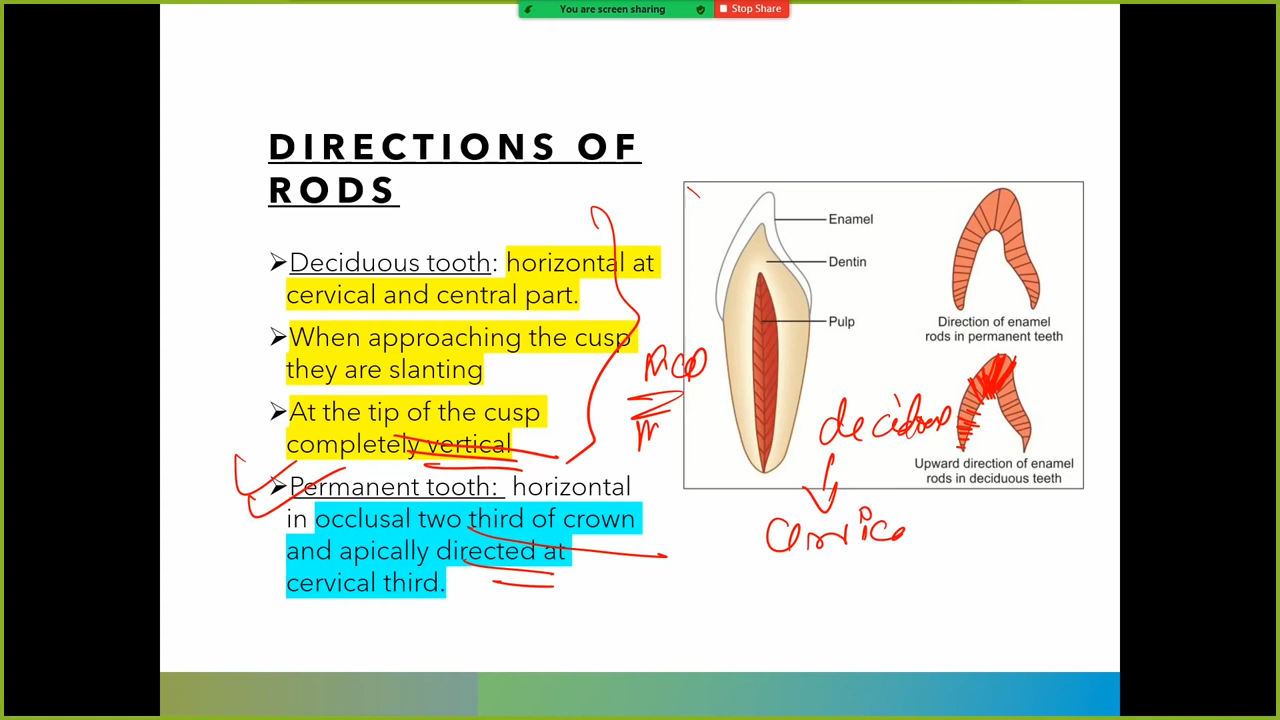 You are screen sharing
Stop Share
DIRECTIONS OF
RODS
➤Deciduous tooth: horizontal at
cervical and central part.
➤When approaching the cusp
they are slanting
➤At the tip of the cusp
completely vertical
➤Permanent tooth: horizontal
in occlusal two third of crown
and apically directed at
cervical third.
Enamel
Dentin
Pulp
Direction of enamel
rods in permanent teeth
Upward direction of enamel
rods in deciduous teeth